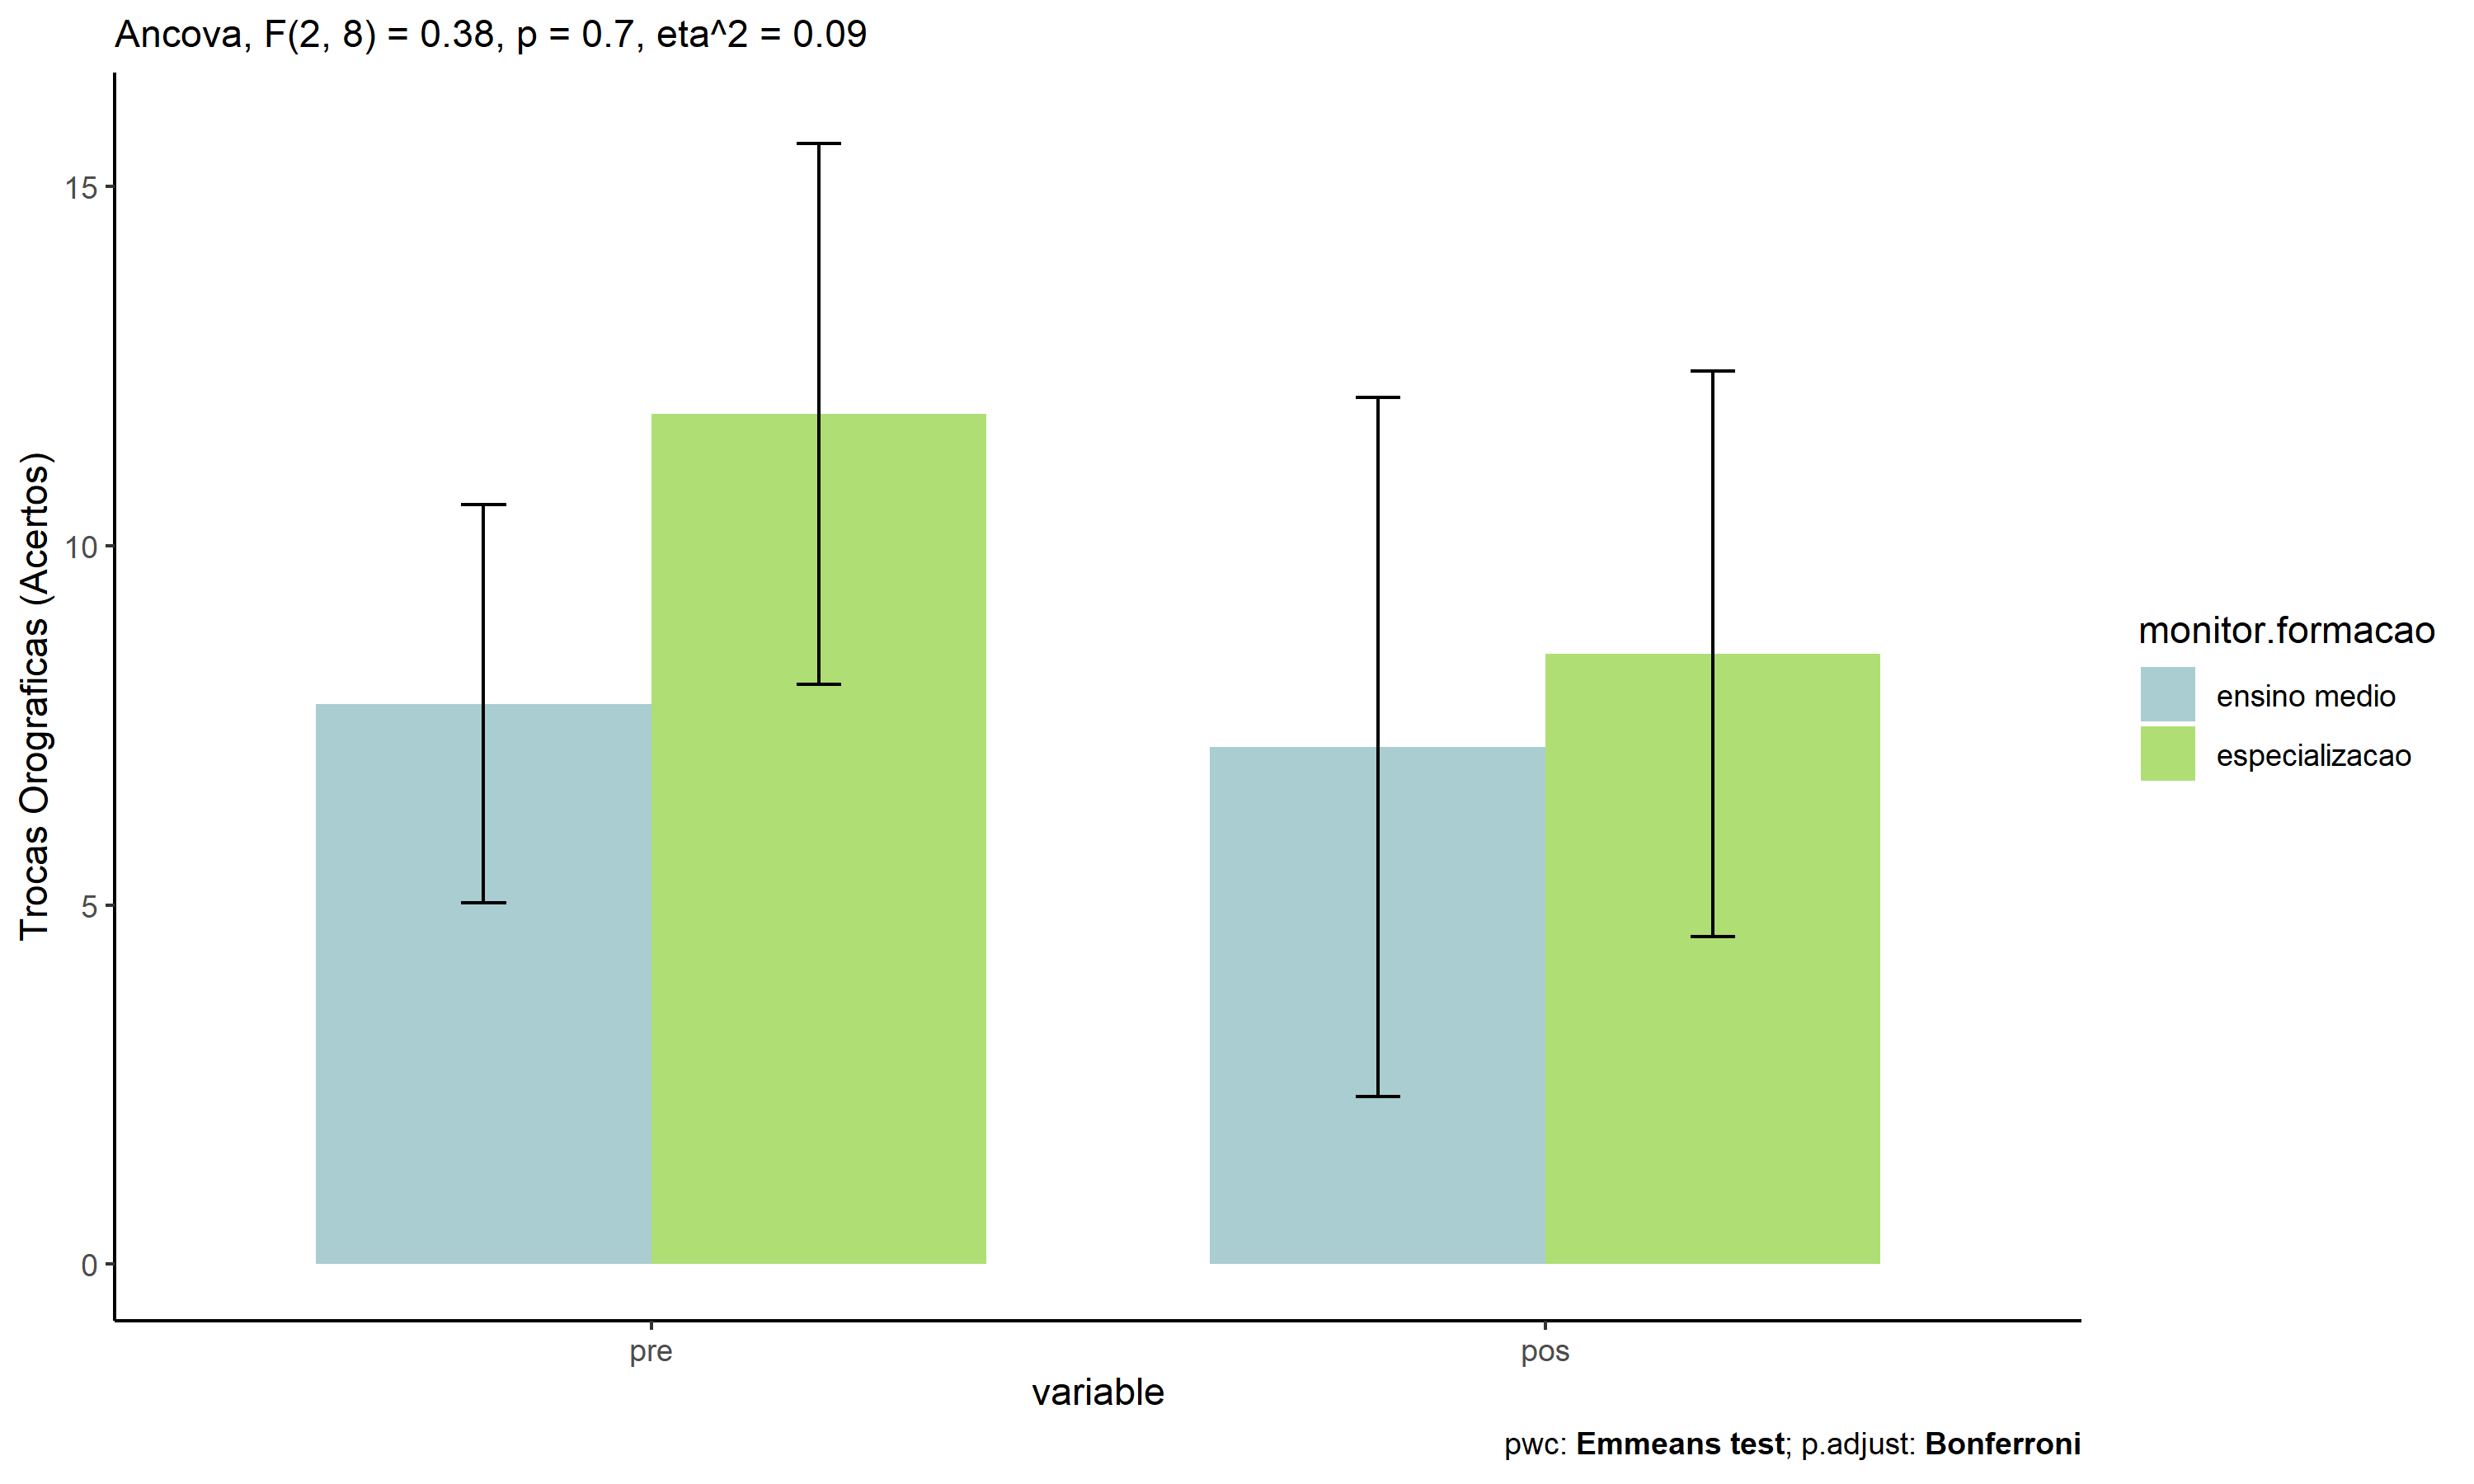 Ancova, F(2, 8) = 0.38, p = 0.7, eta^2 = 0.09
Trocas Orograficas (Acertos)
15
10
5
0
pre
pos
variable
monitor.formacao
ensino medio
especializacao
pwc: Emmeans test; p.adjust: Bonferroni